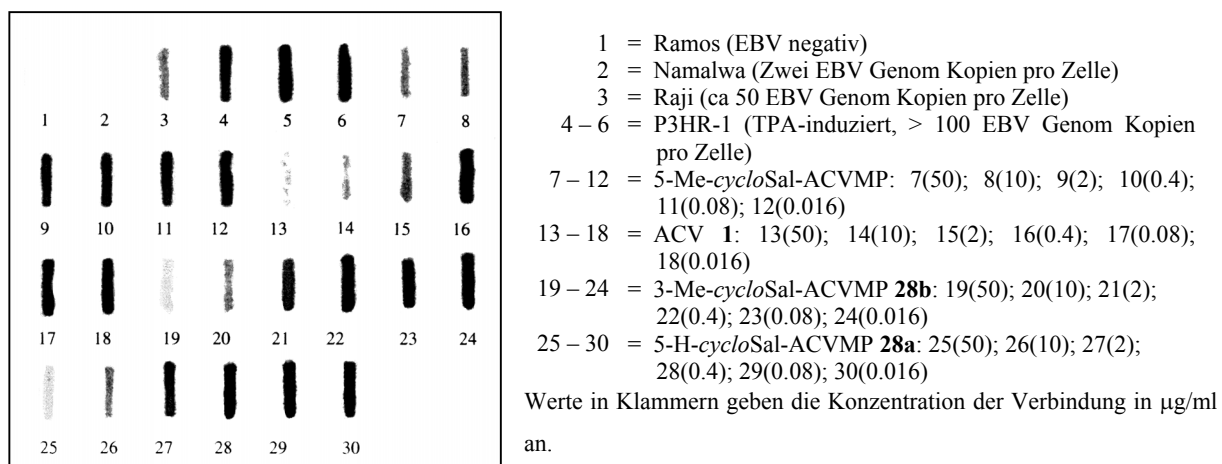 1 2 3 4 5 6 7 8
9 10 11 12 13 14 15 16
17 18 19 20 21 22 23 24
25 26 27 28 29 30
1 = Ramos (EBV negativ)
2 = Namalwa (Zwei EBV Genom Kopien pro Zelle)
3 = Raji (ca 50 EBV Genom Kopien pro Zelle)
4 – 6 = P3HR-1 (TPA-induziert, > 100 EBV Genom Kopien
pro Zelle)
7 – 12 = 5-Me-cycloSal-ACVMP: 7(50); 8(10); 9(2); 10(0.4);
11(0.08); 12(0.016)
13 – 18 = ACV 1: 13(50); 14(10); 15(2); 16(0.4); 17(0.08);
18(0.016)
19 – 24 = 3-Me-cycloSal-ACVMP 28b: 19(50); 20(10); 21(2);
22(0.4); 23(0.08); 24(0.016)
25 – 30 = 5-H-cycloSal-ACVMP 28a: 25(50); 26(10); 27(2);
28(0.4); 29(0.08); 30(0.016)
Werte in Klammern geben die Konzentration der Verbindung in µg/ml
an.